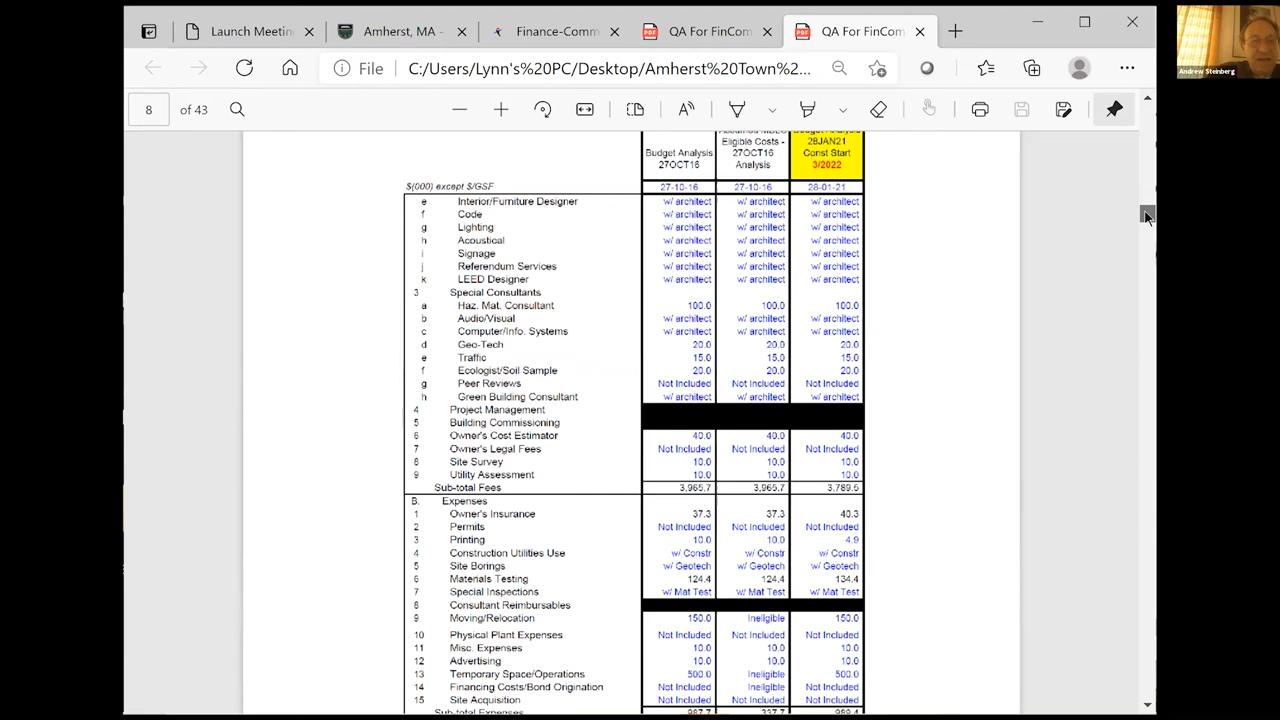 Launch Meetin
Amherst, MA -
Finance-Comm
QA For FinCom
QA For FinCom
File
C:/Users/Lynn's%20PC/Desktop/Amherst%20Town%2...
8 of 43
Andrew Steinberg
Budget Analysis 27OCT16
Eligible Costs - 27OCT16 Analysis
28JAN21 Const Start 3/2022
$(000) except $/GSF 27-10-16 27-10-16 28-01-21
e Interior/Furniture Designer w/ architect w/ architect w/ architect
f Code w/ architect w/ architect w/ architect
g Lighting w/ architect w/ architect w/ architect
h Acoustical w/ architect w/ architect w/ architect
i Signage w/ architect w/ architect w/ architect
j Referendum Services w/ architect w/ architect w/ architect
k LEED Designer w/ architect w/ architect w/ architect
3 Special Consultants
a Haz. Mat. Consultant 100.0 100.0 100.0
b Audio/Visual w/ architect w/ architect w/ architect
c Computer/Info. Systems w/ architect w/ architect w/ architect
d Geo-Tech 20.0 20.0 20.0
e Traffic 15.0 15.0 15.0
f Ecologist/Soil Sample 20.0 20.0 20.0
g Peer Reviews Not Included Not Included Not Included
h Green Building Consultant w/ architect w/ architect w/ architect
4 Project Management
5 Building Commissioning
6 Owner's Cost Estimator 40.0 40.0 40.0
7 Owner's Legal Fees Not Included Not Included Not Included
8 Site Survey 10.0 10.0 10.0
9 Utility Assessment 10.0 10.0 10.0
Sub-total Fees 3,965.7 3,965.7 3,789.5
B. Expenses
1 Owner's Insurance 37.3 37.3 40.3
2 Permits Not Included Not Included Not Included
3 Printing 10.0 10.0 4.9
4 Construction Utilities Use w/ Constr w/ Constr w/ Constr
5 Site Borings w/ Geotech w/ Geotech w/ Geotech
6 Materials Testing 124.4 124.4 134.4
7 Special Inspections w/ Mat Test w/ Mat Test w/ Mat Test
8 Consultant Reimbursables
9 Moving/Relocation 150.0 Ineligible 150.0
10 Physical Plant Expenses Not Included Not Included Not Included
11 Misc. Expenses 10.0 10.0 10.0
12 Advertising 10.0 10.0 10.0
13 Temporary Space/Operations 500.0 Ineligible 500.0
14 Financing Costs/Bond Origination Not Included Ineligible Not Included
15 Site Acquisition Not Included Not Included Not Included
Sub-total Expenses 987.7 337.7 989.4